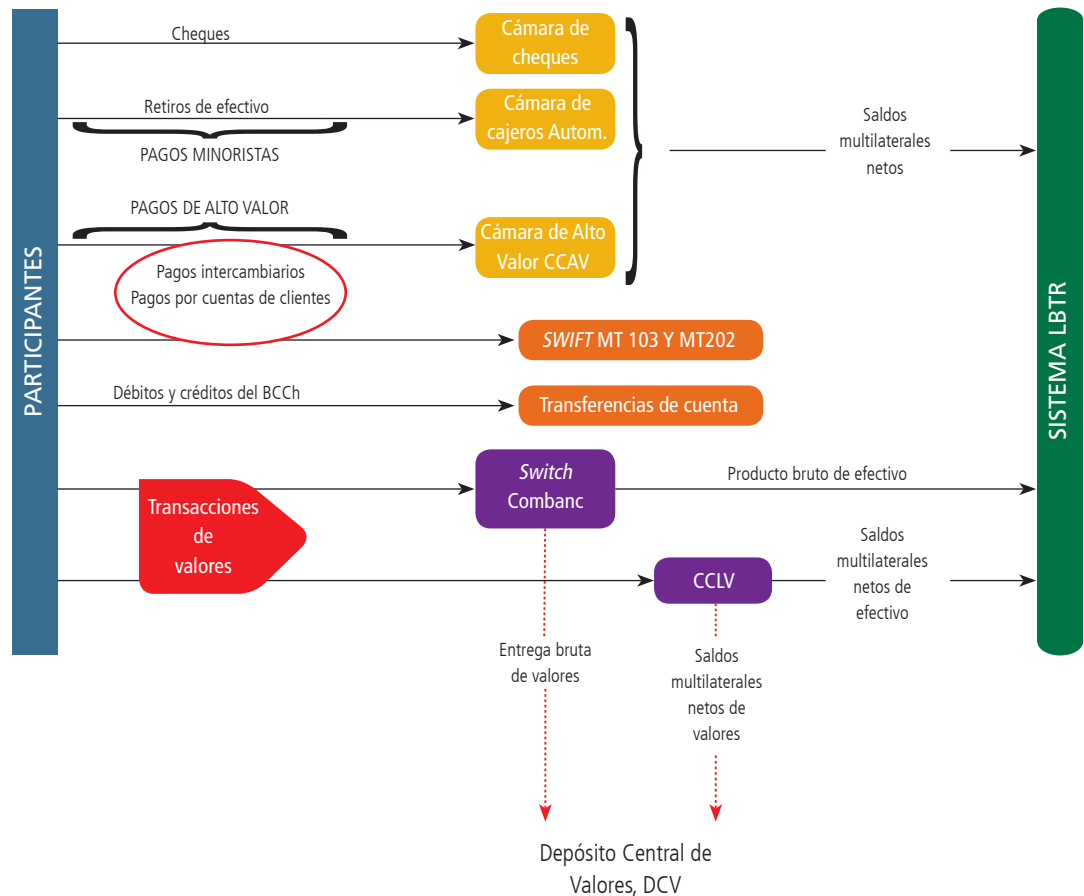 PARTICIPANTES
Cheques
Cámara de
cheques
Retiros de efectivo
Cámara de
cajeros Autom.
PAGOS MINORISTAS
Saldos
multilaterales
netos
PAGOS DE ALTO VALOR
Cámara de Alto
Valor CCAV
Pagos intercambiarios
Pagos por cuentas de clientes
SWIFT MT 103 Y MT202
Débitos y créditos del BCCh
Transferencias de cuenta
Transacciones
de
valores
Switch
Combanc
Producto bruto de efectivo
CCLV
Saldos
multilaterales
netos de
efectivo
Entrega bruta
de valores
Saldos
multilaterales
netos de
valores
Depósito Central de
Valores, DCV
SISTEMA LBTR